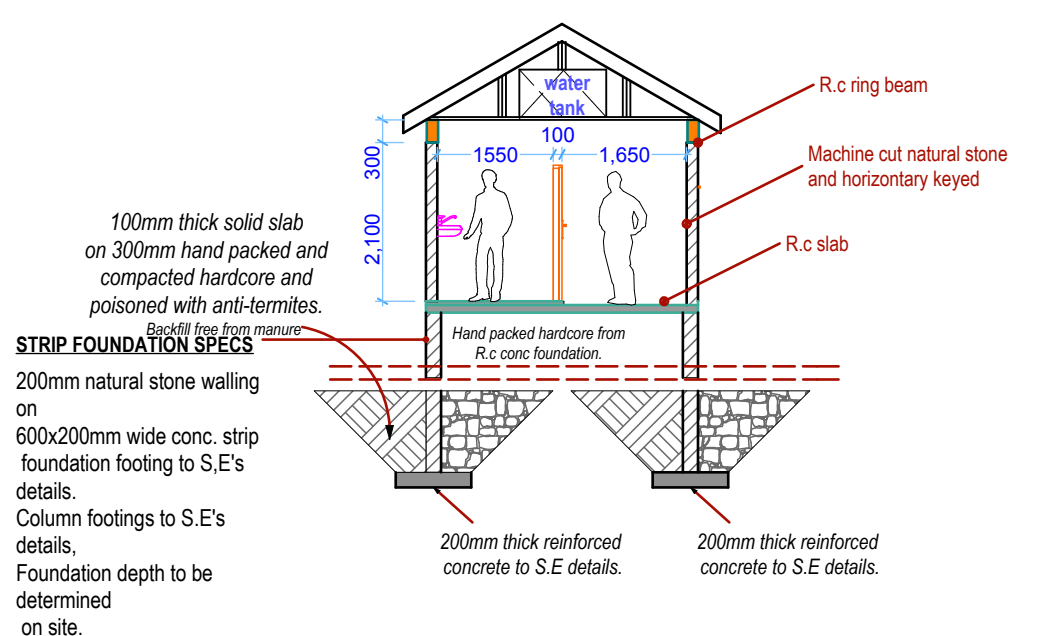 water
tank
R.c ring beam
100
1550
1,650
300
2,100
Machine cut natural stone
and horizontary keyed
R.c slab
100mm thick solid slab
on 300mm hand packed and
compacted hardcore and
poisoned with anti-termites.
Backfill free from manure
Hand packed hardcore from
R.c conc foundation.
STRIP FOUNDATION SPECS
200mm natural stone walling
on
600x200mm wide conc. strip
foundation footing to S,E's
details.
Column footings to S.E's
details,
Foundation depth to be
determined
on site.
200mm thick reinforced
concrete to S.E details.
200mm thick reinforced
concrete to S.E details.